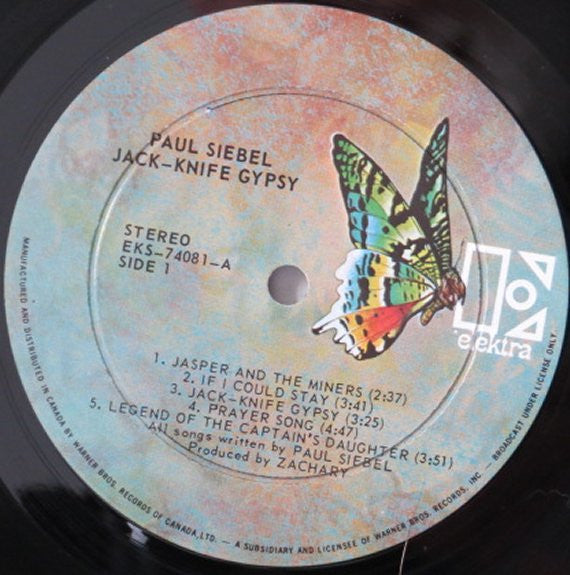 PAUL SIEBEL
JACK-KNIFE GYPSY
STEREO
EKS-74081-A
SIDE 1
elektra
1. JASPER AND THE MINERS (2:37)
2. IF I COULD STAY (3:41)
3. JACK-KNIFE GYPSY (3:25)
4. PRAYER SONG (4:47)
5. LEGEND OF THE CAPTAIN'S DAUGHTER (3:51)
All songs written by PAUL SIEBEL
Produced by ZACHARY
MANUFACTURED AND DISTRIBUTED IN CANADA BY WARNER BROS. RECORDS OF CANADA, LTD. — A SUBSIDIARY AND LICENSEE OF WARNER BROS. RECORDS, INC. — BROADCAST UNDER LICENSE ONLY.